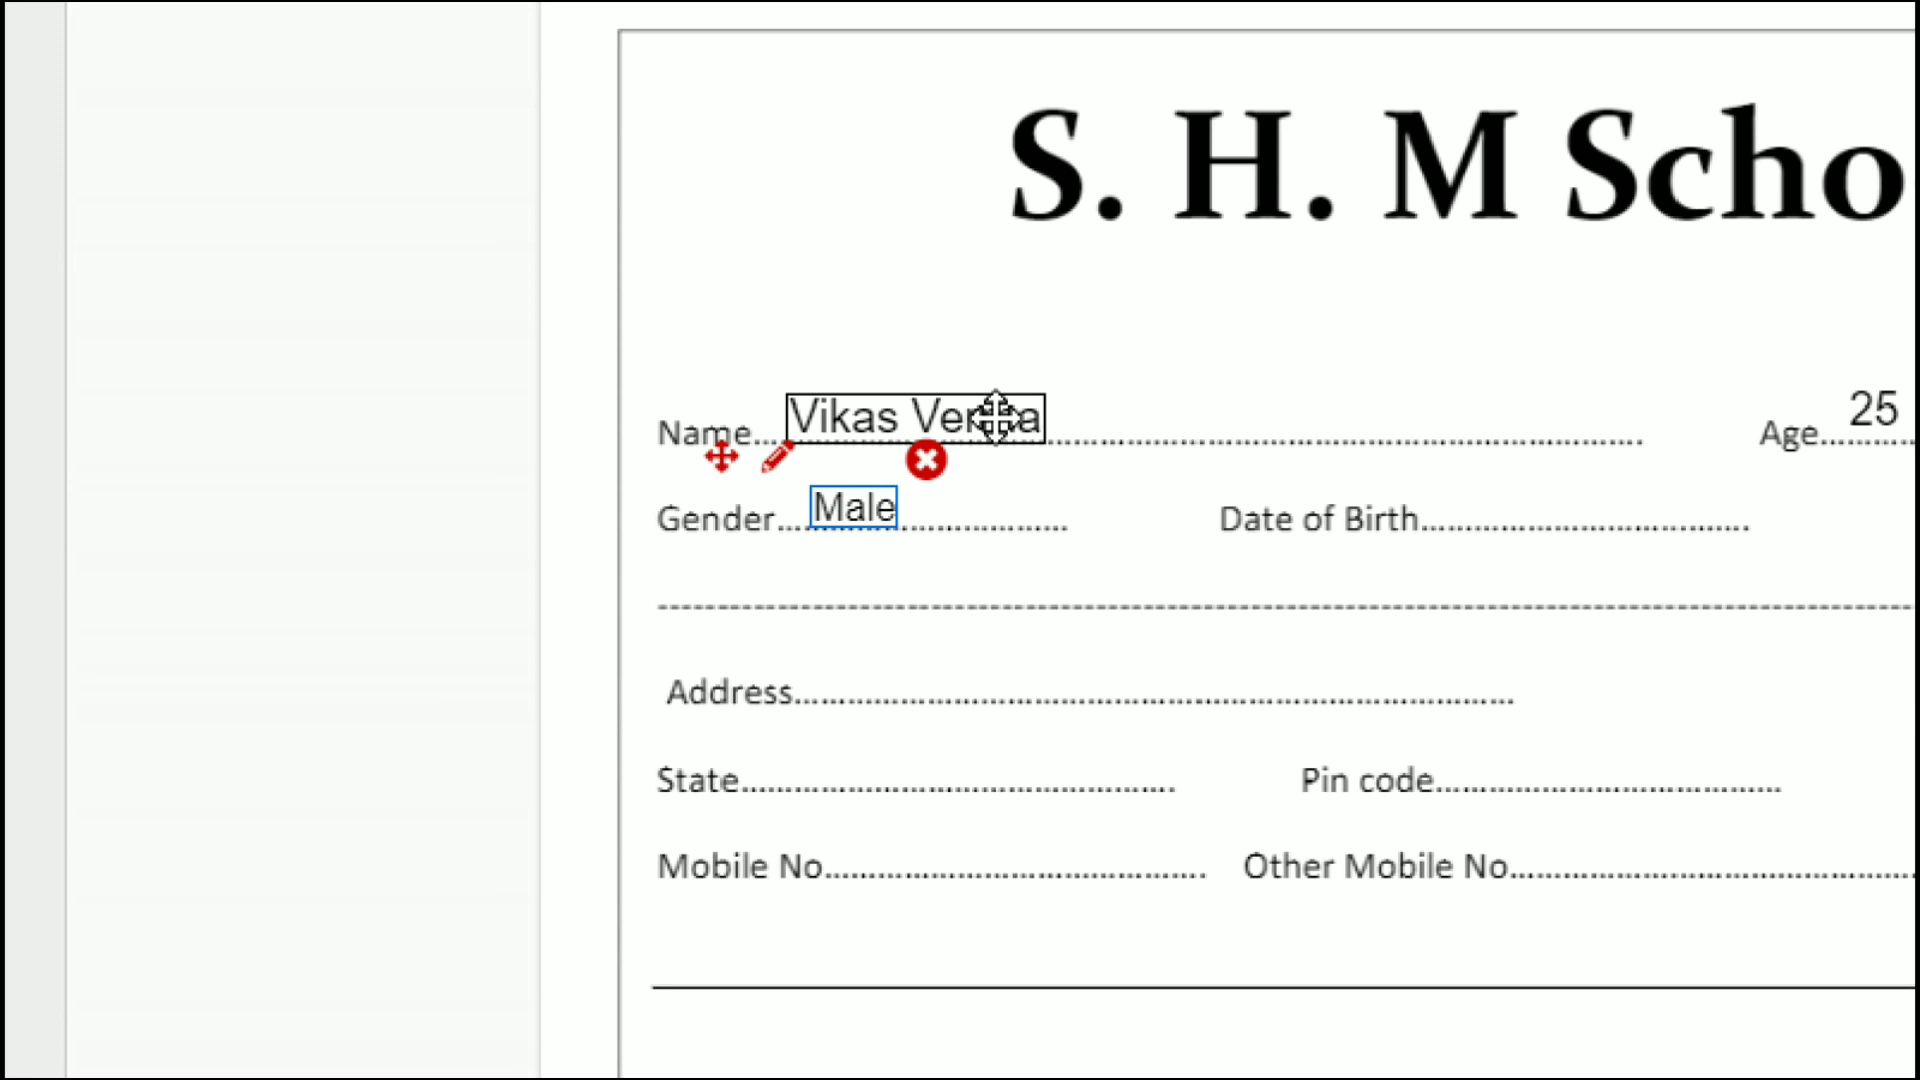 S. H. M Scho
Name.... Vikas ........................................ Age.... 25
Gender.... Male .................... Date of Birth....................................
--------------------------------------------------------------------------------
Address................................................................................
State................................................ Pin code.......................................
Mobile No.......................................... Other Mobile No.............................................